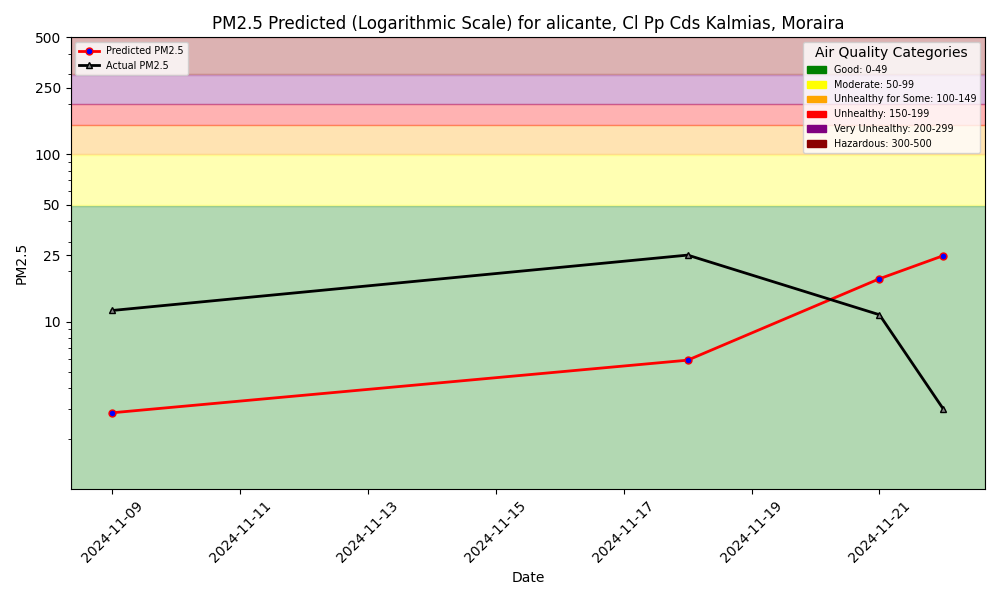 PM2.5 Predicted (Logarithmic Scale) for alicante, Cl Pp Cds Kalmias, Moraira
Predicted PM2.5
Actual PM2.5
Air Quality Categories
Good: 0-49
Moderate: 50-99
Unhealthy for Some: 100-149
Unhealthy: 150-199
Very Unhealthy: 200-299
Hazardous: 300-500
500
250
100
50
25
10
PM2.5
2024-11-09
2024-11-11
2024-11-13
2024-11-15
2024-11-17
2024-11-19
2024-11-21
Date